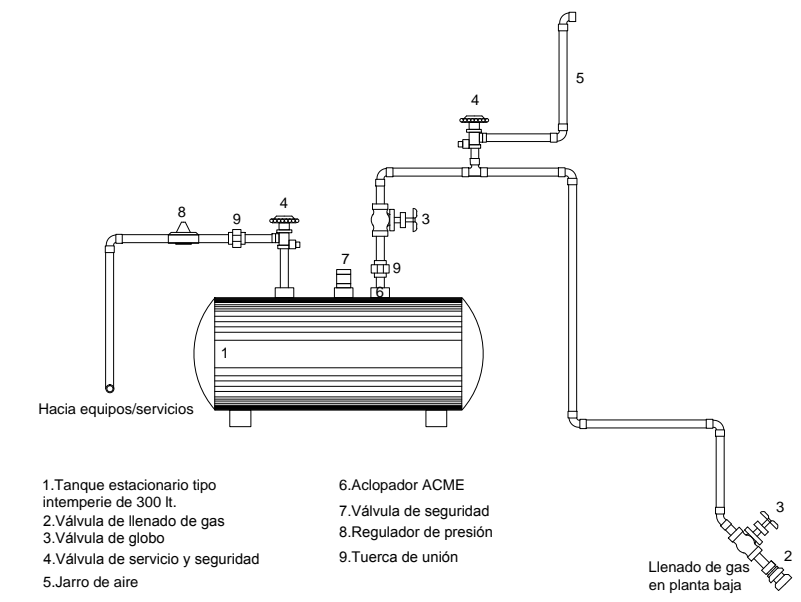 5
4
4
8
9
3
7
9
6
1
Hacia equipos/servicios
1.Tanque estacionario tipo
intemperie de 300 lt.
2.Válvula de llenado de gas
3.Válvula de globo
4.Válvula de servicio y seguridad
5.Jarro de aire
6.Aclopador ACME
7.Válvula de seguridad
8.Regulador de presión
9.Tuerca de unión
3
2
Llenado de gas
en planta baja